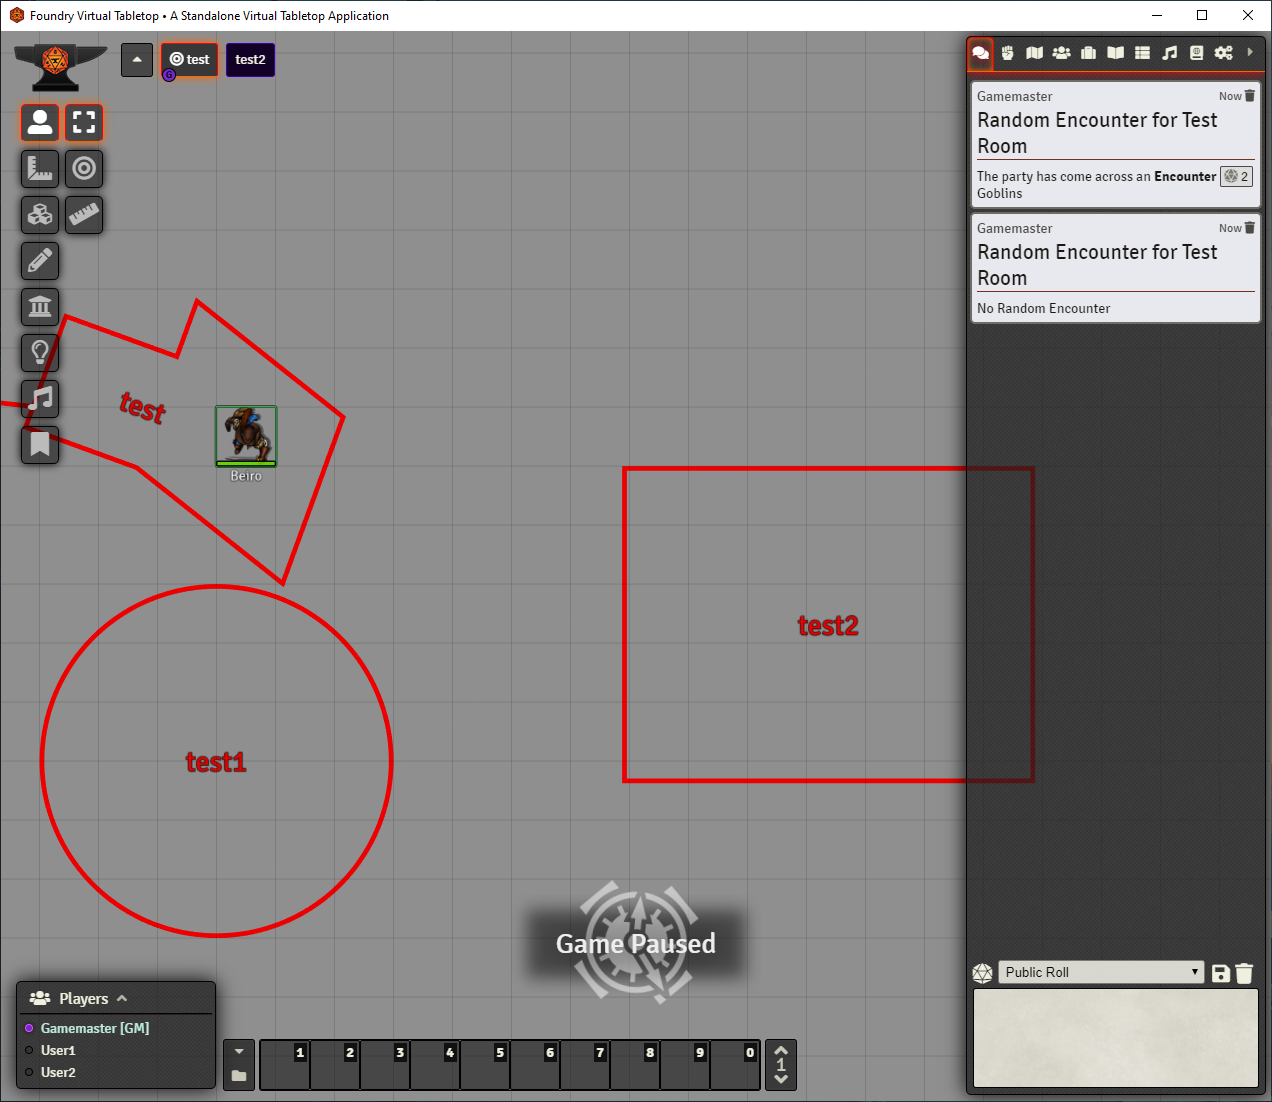 Foundry Virtual Tabletop • A Standalone Virtual Tabletop Application
test
test2
G
Gamemaster
Now
Random Encounter for Test
Room
The party has come across an Encounter 2
Goblins
Gamemaster
Now
Random Encounter for Test
Room
No Random Encounter
test
Beiro
test2
test1
Game Paused
Public Roll
Players
Gamemaster [GM]
User1
User2
1 2 3 4 5 6 7 8 9 0
1